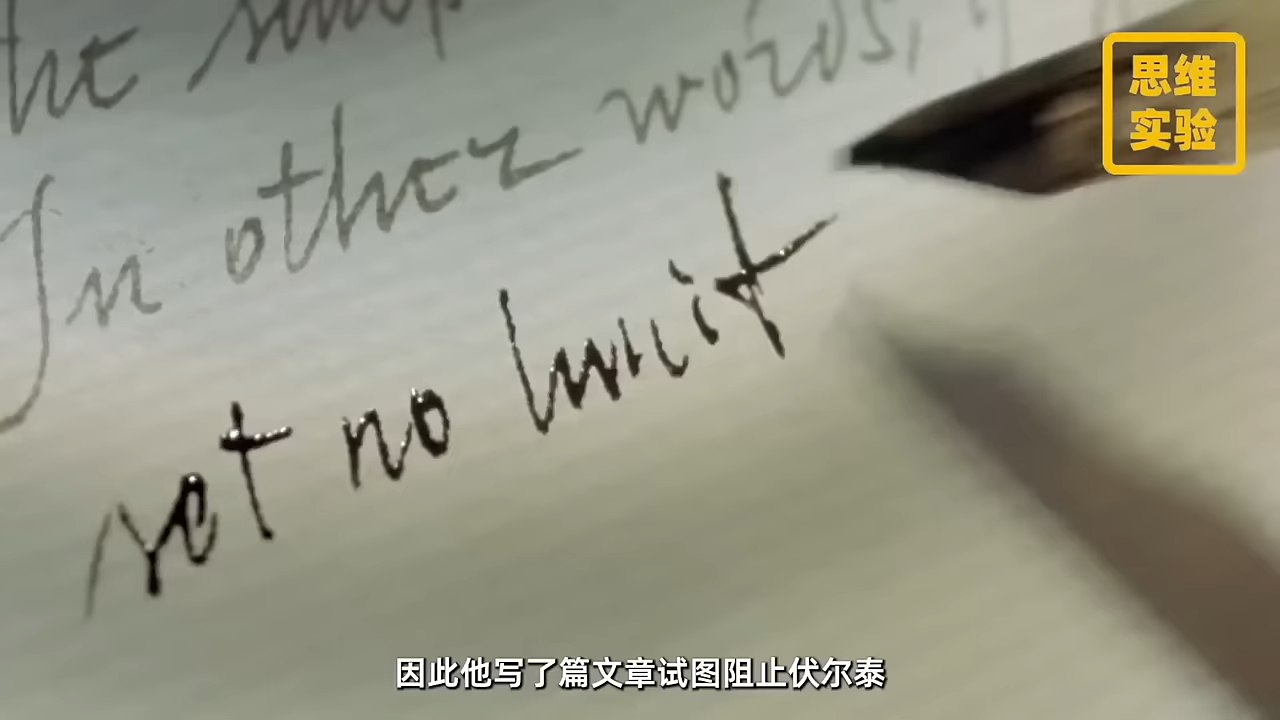 the
In other words,
set no limit
思维
实验
因此他写了篇文章试图阻止伏尔泰